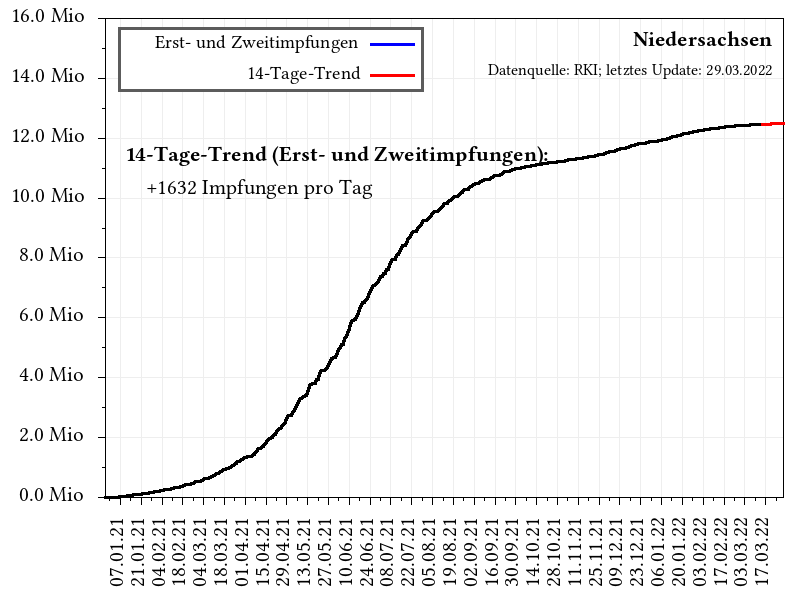 16.0 Mio
14.0 Mio
12.0 Mio
10.0 Mio
8.0 Mio
6.0 Mio
4.0 Mio
2.0 Mio
0.0 Mio
Erst- und Zweitimpfungen
14-Tage-Trend
Niedersachsen
Datenquelle: RKI; letztes Update: 29.03.2022
14-Tage-Trend (Erst- und Zweitimpfungen):
+1632 Impfungen pro Tag
07.01.21
21.01.21
04.02.21
18.02.21
04.03.21
18.03.21
01.04.21
15.04.21
29.04.21
13.05.21
27.05.21
10.06.21
24.06.21
08.07.21
22.07.21
05.08.21
19.08.21
02.09.21
16.09.21
30.09.21
14.10.21
28.10.21
11.11.21
25.11.21
09.12.21
23.12.21
06.01.22
20.01.22
03.02.22
17.02.22
03.03.22
17.03.22